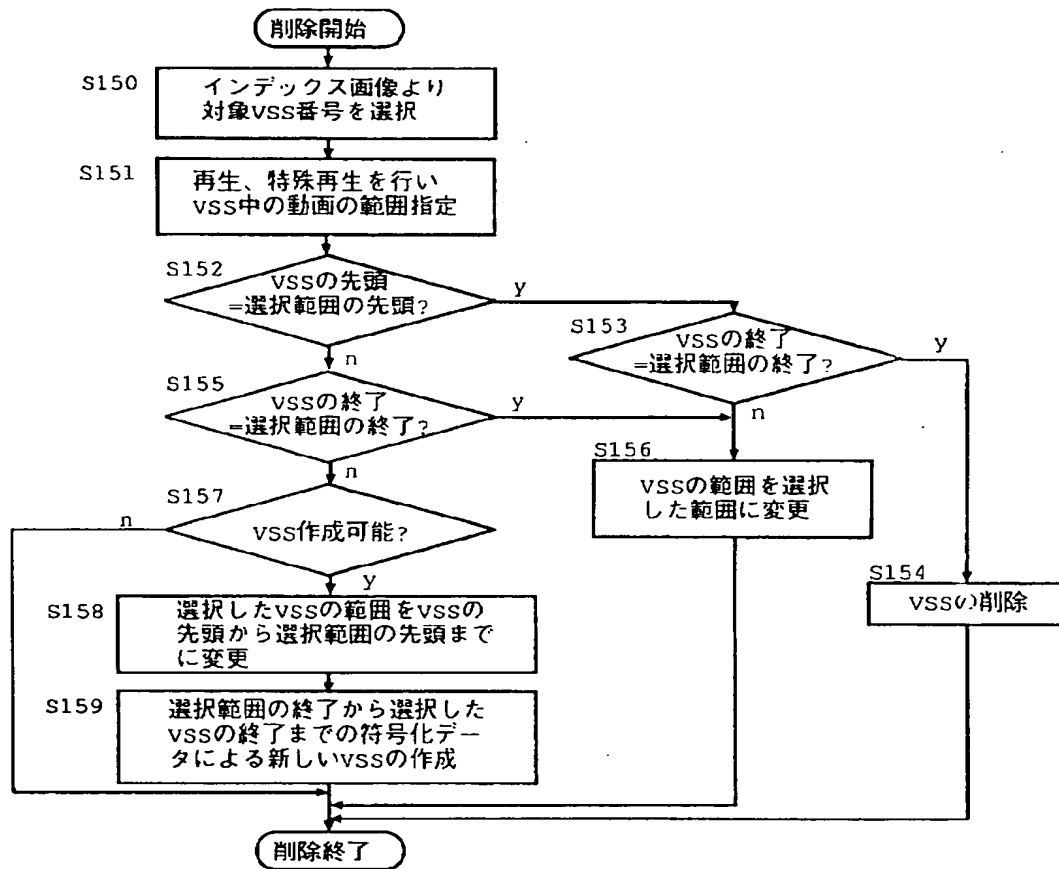 削除開始
S150
インデックス画像より
対象VSS番号を選択
S151
再生、特殊再生を行い
VSS中の動画の範囲指定
S152
VSSの先頭
=選択範囲の先頭?
y
n
S153
VSSの終了
=選択範囲の終了?
y
n
S155
VSSの終了
=選択範囲の終了?
y
n
S156
VSSの範囲を選択
した範囲に変更
S157
VSS作成可能?
n
y
S154
VSSの削除
S158
選択したVSSの範囲をVSSの
先頭から選択範囲の先頭まで
に変更
S159
選択範囲の終了から選択した
VSSの終了までの符号化デー
タによる新しいVSSの作成
削除終了